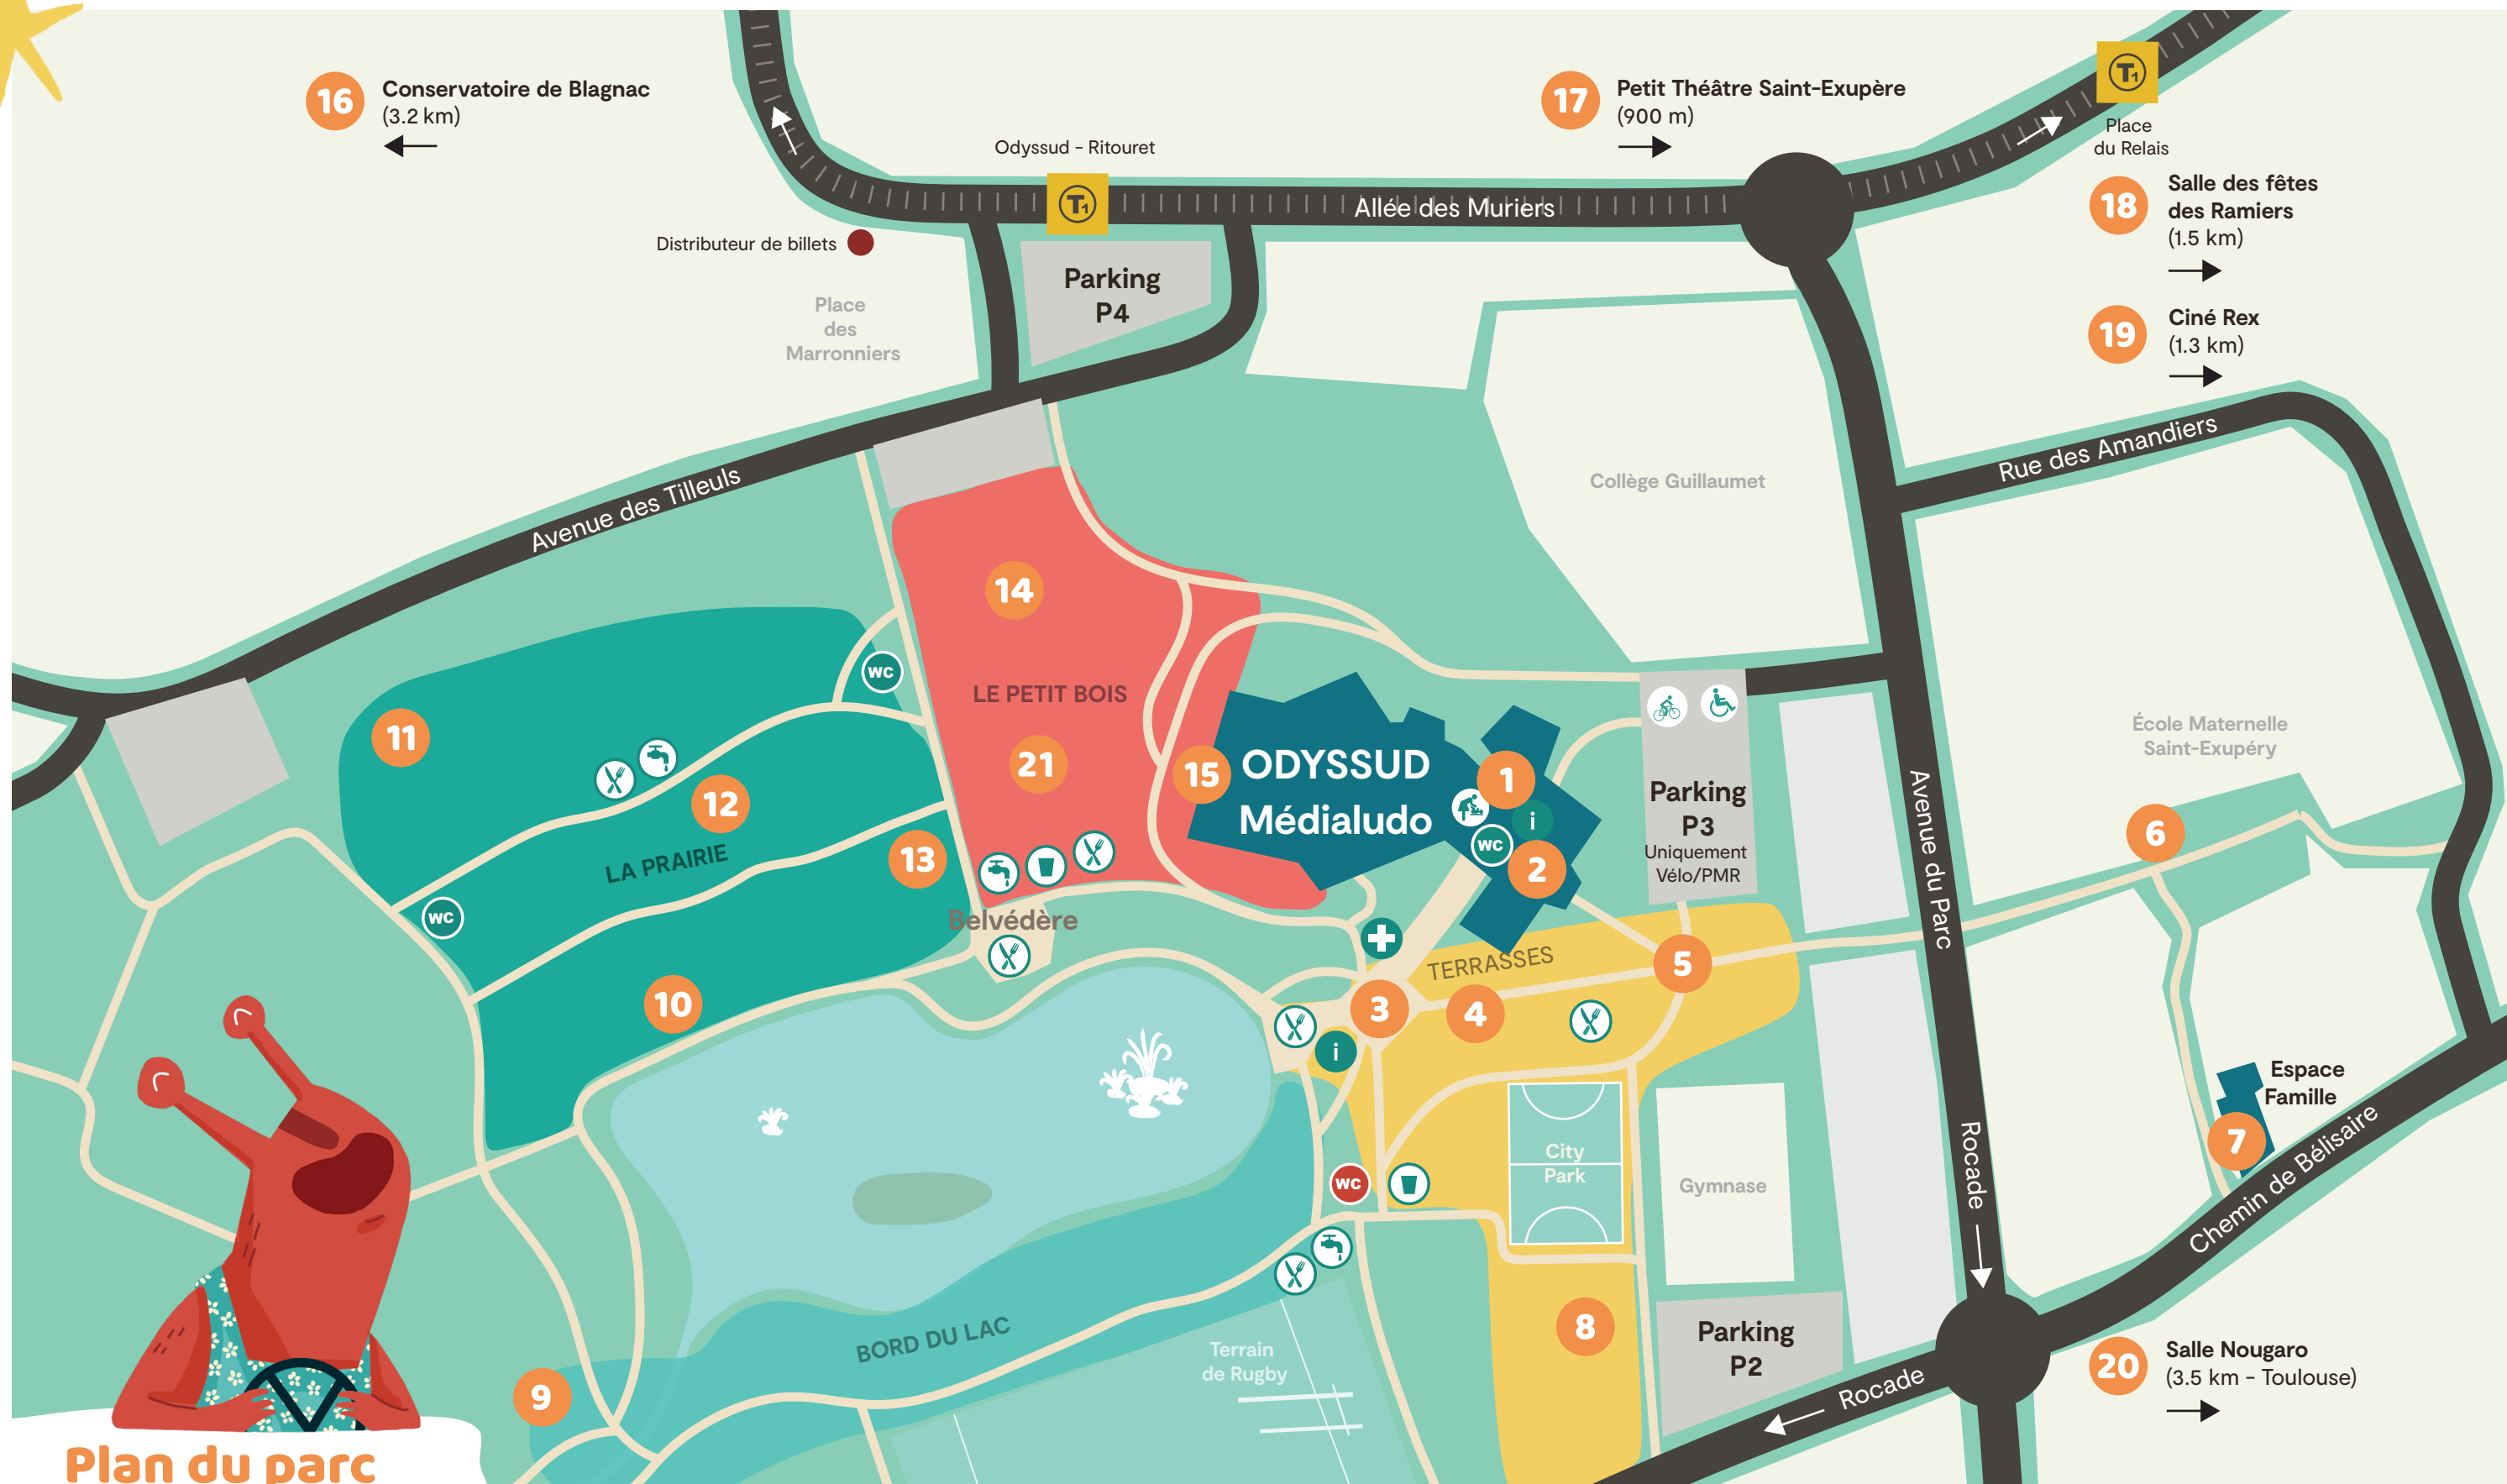 16
Conservatoire de Blagnac
(3.2 km)
17
Petit Théâtre Saint-Exupère
(900 m)
T1
Place
du Relais
Odyssud - Ritouret
T1
Allée des Muriers
18
Salle des fêtes
des Ramiers
(1.5 km)
Distributeur de billets
Parking
P4
Place
des
Marronniers
19
Ciné Rex
(1.3 km)
Rue des Amandiers
Avenue des Tilleuls
Collège Guillaumet
14
WC
LE PETIT BOIS
11
21
15
ODYSSUD
Médialudo
1
i
WC
2
Parking
P3
Uniquement
Vélo/PMR
École Maternelle
Saint-Exupéry
12
13
LA PRAIRIE
Avenue du Parc
6
WC
Belvédère
TERRASSES
5
10
3
4
i
Espace
Famille
7
City
Park
WC
Gymnase
Rocade
Chemin de Bélisaire
BORD DU LAC
Terrain
de Rugby
8
Parking
P2
9
Rocade
20
Salle Nougaro
(3.5 km - Toulouse)
Plan du parc